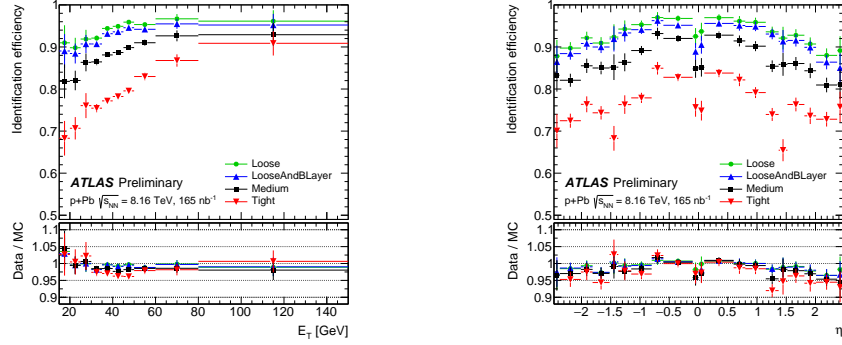 Identification efficiency
1
0.9
0.8
0.7
0.6
0.5
Loose
LooseAndBLayer
Medium
Tight
ATLAS Preliminary
p+Pb √sNN = 8.16 TeV, 165 nb-1
Data / MC
1.1
1.05
1
0.95
0.9
20 40 60 80 100 120 140
ET [GeV]
Identification efficiency
1
0.9
0.8
0.7
0.6
0.5
Loose
LooseAndBLayer
Medium
Tight
ATLAS Preliminary
p+Pb √sNN = 8.16 TeV, 165 nb-1
Data / MC
1.1
1.05
1
0.95
0.9
−2 −1.5 −1 −0.5 0 0.5 1 1.5 2
η